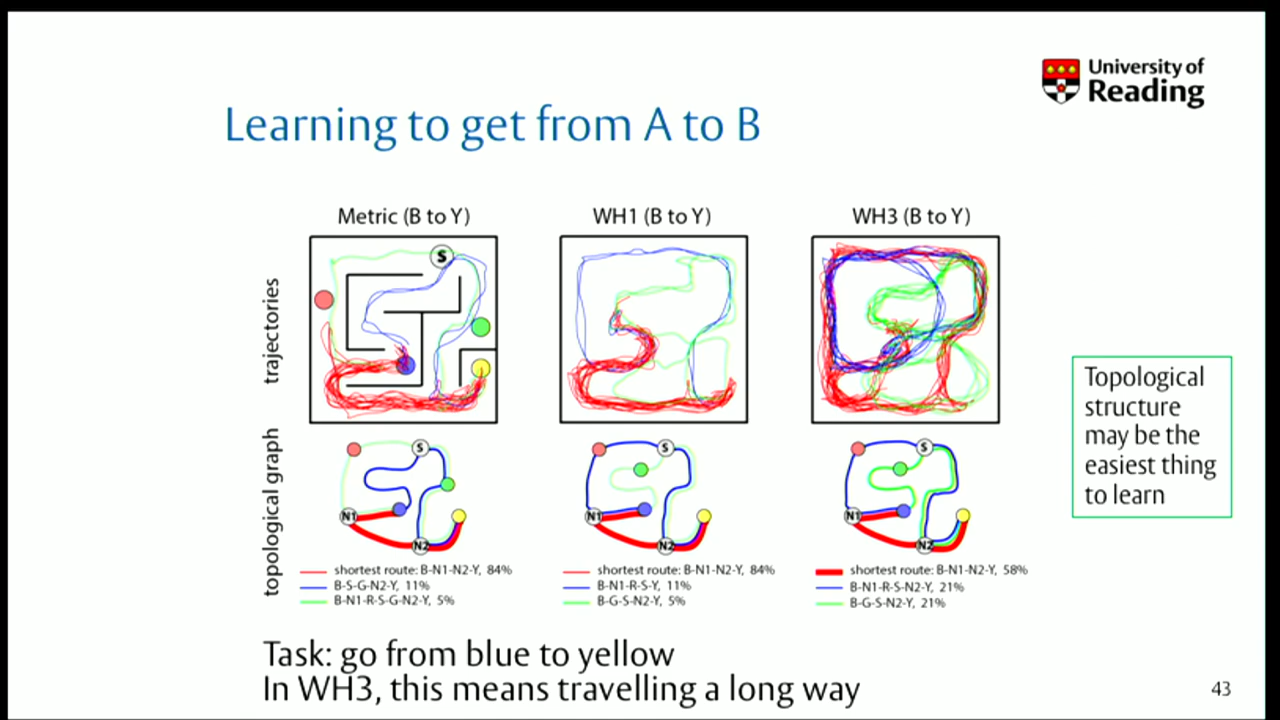 University of
Reading
Learning to get from A to B
Metric (B to Y)
WH1 (B to Y)
WH3 (B to Y)
trajectories
S
topological graph
S
N1
N2
S
N1
N2
S
N1
N2
shortest route: B-N1-N2-Y, 84%
B-S-G-N2-Y, 11%
B-N1-R-S-G-N2-Y, 5%
shortest route: B-N1-N2-Y, 84%
B-N1-R-S-Y, 11%
B-G-S-N2-Y, 5%
shortest route: B-N1-N2-Y, 58%
B-N1-R-S-N2-Y, 21%
B-G-S-N2-Y, 21%
Topological
structure
may be the
easiest thing
to learn
Task: go from blue to yellow
In WH3, this means travelling a long way
43